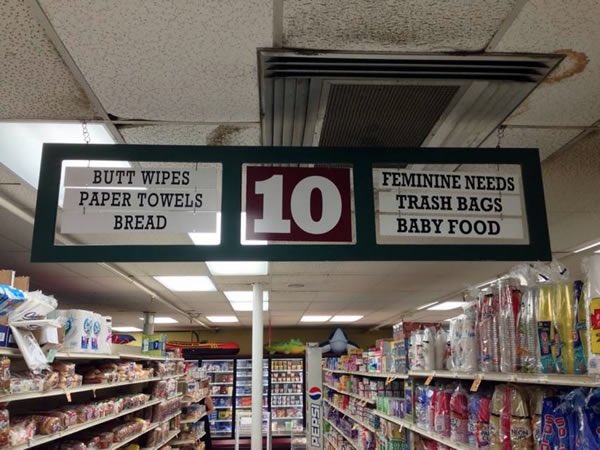 BUTT WIPES
PAPER TOWELS
BREAD
10
FEMININE NEEDS
TRASH BAGS
BABY FOOD
PEPSI